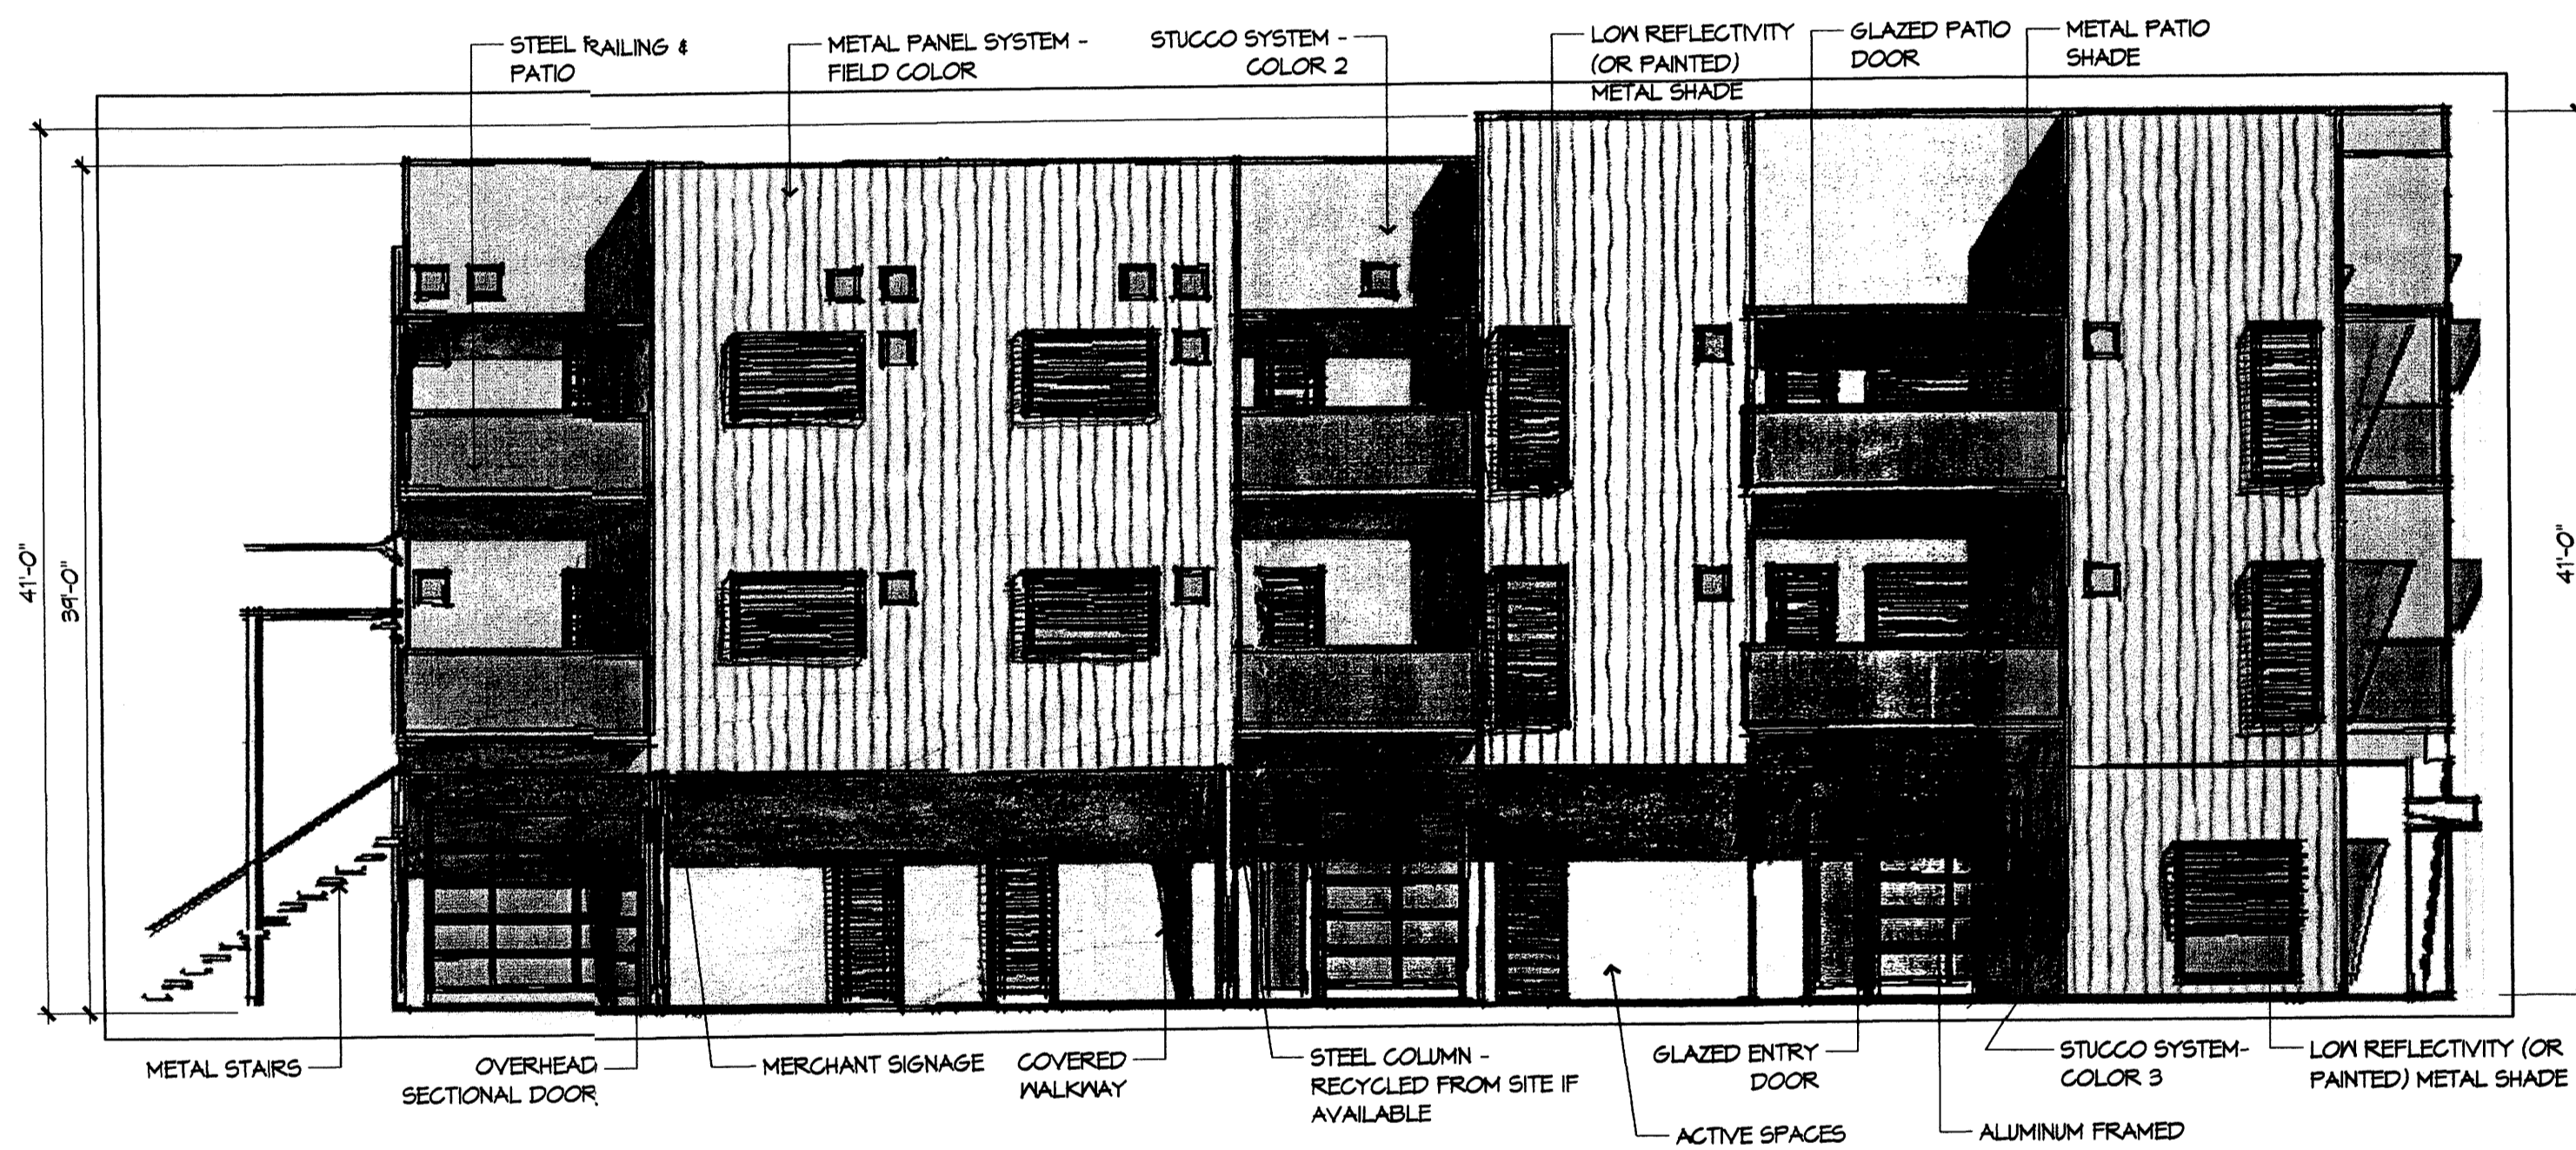 STEEL RAILING &
PATIO
METAL PANEL SYSTEM -
FIELD COLOR
STUCCO SYSTEM -
COLOR 2
LOW REFLECTIVITY
(OR PAINTED)
METAL SHADE
GLAZED PATIO
DOOR
METAL PATIO
SHADE
41'-0"
39'-0"
41'-0"
METAL STAIRS
OVERHEAD
SECTIONAL DOOR
MERCHANT SIGNAGE
COVERED
WALKWAY
STEEL COLUMN -
RECYCLED FROM SITE IF
AVAILABLE
ACTIVE SPACES
GLAZED ENTRY
DOOR
ALUMINUM FRAMED
STUCCO SYSTEM-
COLOR 3
LOW REFLECTIVITY (OR
PAINTED) METAL SHADE